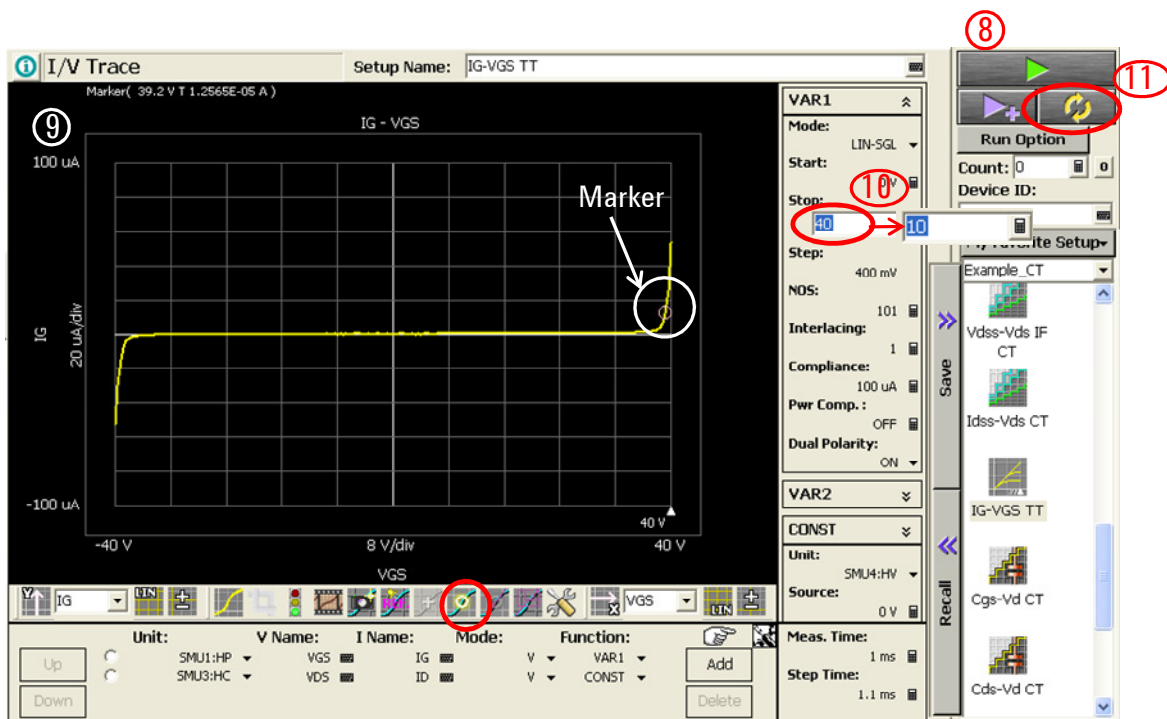 ⑧
I/V Trace
Setup Name: IG-VGS TT
⑪
Marker( 39.2 V T 1.2565E-05 A )
⑨
IG - VGS
100 uA
IG
20 uA/div
-100 uA
Marker
40 V
-40 V
8 V/div
40 V
VGS
VAR1
Mode:
LIN-SGL
Start:
0 V
⑩
Stop:
40
10
Step:
400 mV
NOS:
101
Interlacing:
1
Compliance:
100 uA
Pwr Comp. :
OFF
Dual Polarity:
ON
VAR2
CONST
Unit:
SMU4:HV
Source:
0 V
Meas. Time:
1 ms
Step Time:
1.1 ms
Run Option
Count: 0 0
Device ID:
My Favorite Setup
Example_CT
Save
Recall
Vdss-Vds IF
CT
Idss-Vds CT
IG-VGS TT
Cgs-Vd CT
Cds-Vd CT
Y IG LIN X VGS LIN
Unit: V Name: I Name: Mode: Function:
Up SMU1:HP VGS IG V VAR1 Add
Down SMU3:HC VDS ID V CONST Delete